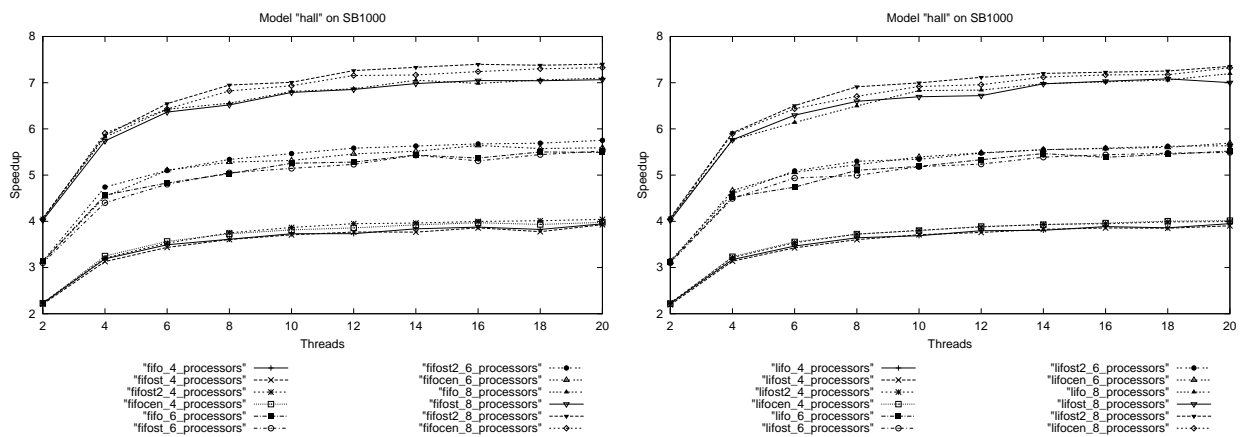 Model "hall" on SB1000
Speedup
8
7
6
5
4
3
2
2 4 6 8 10 12 14 16 18 20
Threads
"fifo_4_processors"
"fifost_4_processors"
"fifost2_4_processors"
"fifocen_4_processors"
"fifo_6_processors"
"fifost_6_processors"
"fifost2_6_processors"
"fifocen_6_processors"
"fifo_8_processors"
"fifost_8_processors"
"fifost2_8_processors"
"fifocen_8_processors"
Model "hall" on SB1000
Speedup
8
7
6
5
4
3
2
2 4 6 8 10 12 14 16 18 20
Threads
"lifo_4_processors"
"lifost_4_processors"
"lifost2_4_processors"
"lifocen_4_processors"
"lifo_6_processors"
"lifost_6_processors"
"lifost2_6_processors"
"lifocen_6_processors"
"lifo_8_processors"
"lifost_8_processors"
"lifost2_8_processors"
"lifocen_8_processors"